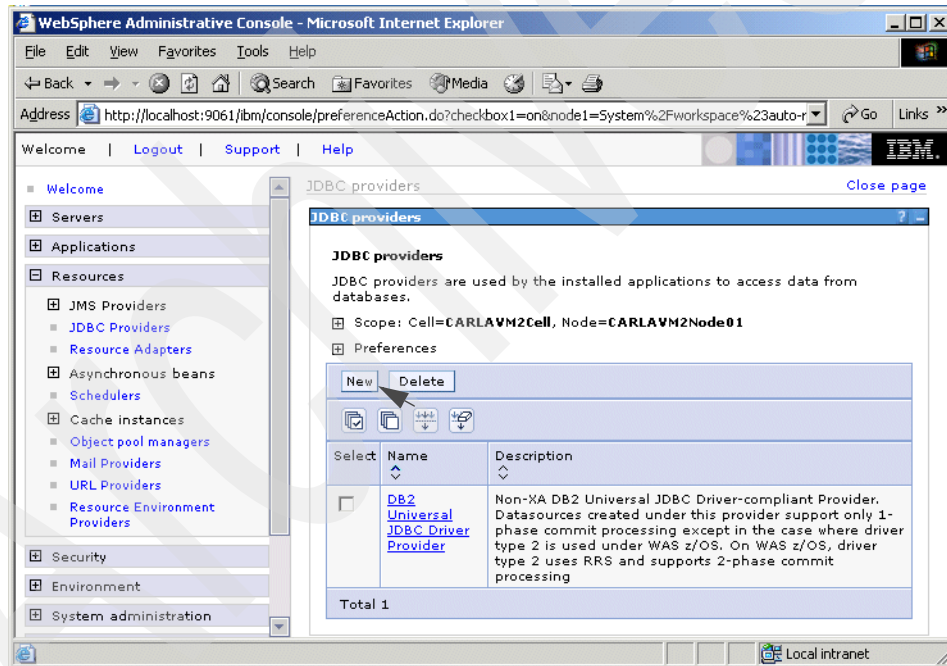 WebSphere Administrative Console - Microsoft Internet Explorer
File Edit View Favorites Tools Help
Back Search Favorites Media
Address http://localhost:9061/ibm/console/preferenceAction.do?checkbox1=on&node1=System%2Fworkspace%23auto-r Go Links »
Welcome | Logout | Support | Help IBM.
Welcome
Servers
Applications
Resources
JMS Providers
JDBC Providers
Resource Adapters
Asynchronous beans
Schedulers
Cache instances
Object pool managers
Mail Providers
URL Providers
Resource Environment
Providers
Security
Environment
System administration
JDBC providers Close page
JDBC providers ? _
JDBC providers
JDBC providers are used by the installed applications to access data from
databases.
Scope: Cell=CARLAVM2Cell, Node=CARLAVM2Node01
Preferences
New Delete
Select Name Description
DB2
Universal
JDBC Driver
Provider
Non-XA DB2 Universal JDBC Driver-compliant Provider.
Datasources created under this provider support only 1-
phase commit processing except in the case where driver
type 2 is used under WAS z/OS. On WAS z/OS, driver
type 2 uses RRS and supports 2-phase commit
processing
Total 1
Local intranet